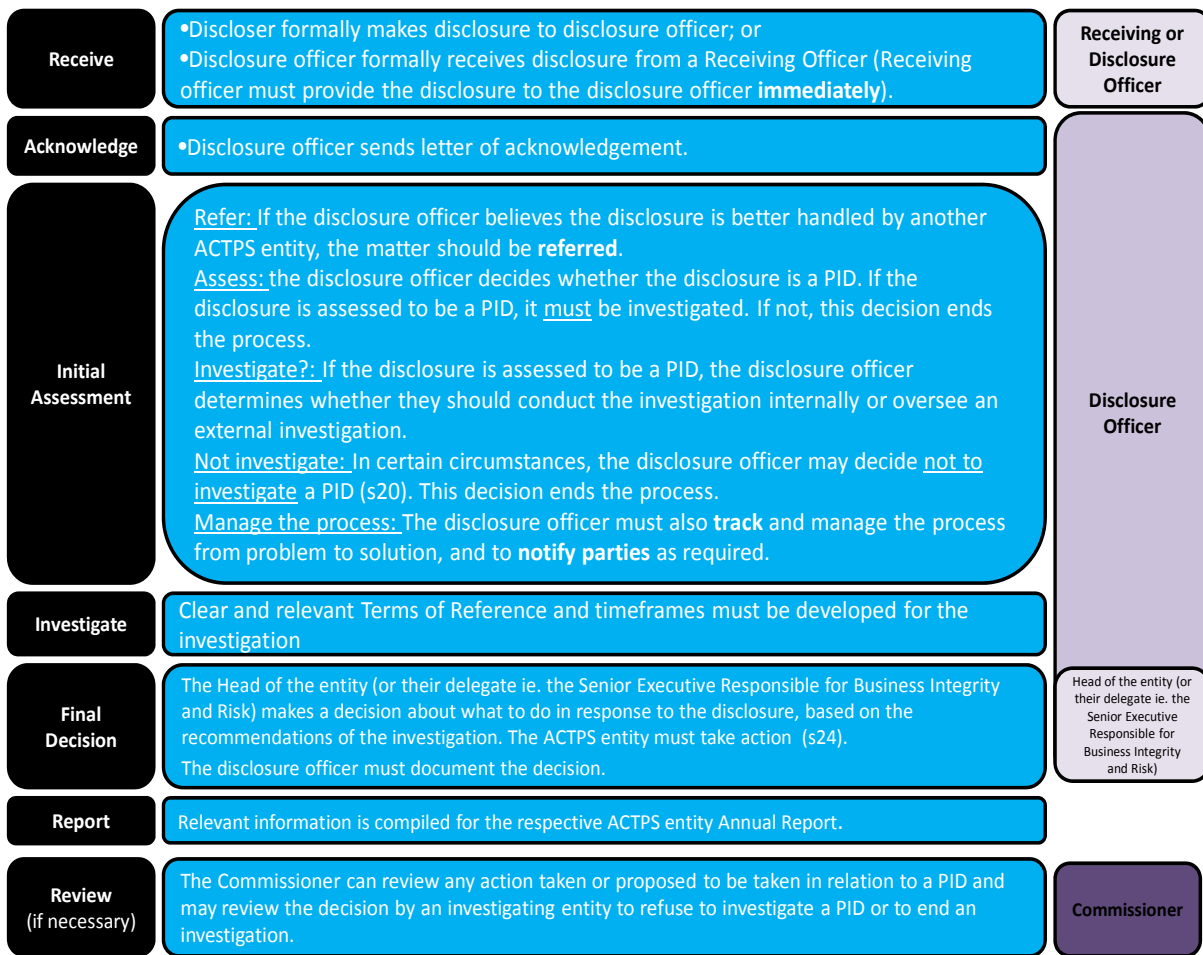 Receive
•Discloser formally makes disclosure to disclosure officer; or
•Disclosure officer formally receives disclosure from a Receiving Officer (Receiving
officer must provide the disclosure to the disclosure officer immediately).
Receiving or
Disclosure
Officer
Acknowledge
•Disclosure officer sends letter of acknowledgement.
Initial
Assessment
Refer: If the disclosure officer believes the disclosure is better handled by another
ACTPS entity, the matter should be referred.
Assess: the disclosure officer decides whether the disclosure is a PID. If the
disclosure is assessed to be a PID, it must be investigated. If not, this decision ends
the process.
Investigate?: If the disclosure is assessed to be a PID, the disclosure officer
determines whether they should conduct the investigation internally or oversee an
external investigation.
Not investigate: In certain circumstances, the disclosure officer may decide not to
investigate a PID (s20). This decision ends the process.
Manage the process: The disclosure officer must also track and manage the process
from problem to solution, and to notify parties as required.
Disclosure
Officer
Investigate
Clear and relevant Terms of Reference and timeframes must be developed for the
investigation
Final
Decision
The Head of the entity (or their delegate ie. the Senior Executive Responsible for Business Integrity
and Risk) makes a decision about what to do in response to the disclosure, based on the
recommendations of the investigation. The ACTPS entity must take action (s24).
The disclosure officer must document the decision.
Head of the entity (or
their delegate ie. the
Senior Executive
Responsible for
Business Integrity
and Risk)
Report
Relevant information is compiled for the respective ACTPS entity Annual Report.
Review
(if necessary)
The Commissioner can review any action taken or proposed to be taken in relation to a PID and
may review the decision by an investigating entity to refuse to investigate a PID or to end an
investigation.
Commissioner